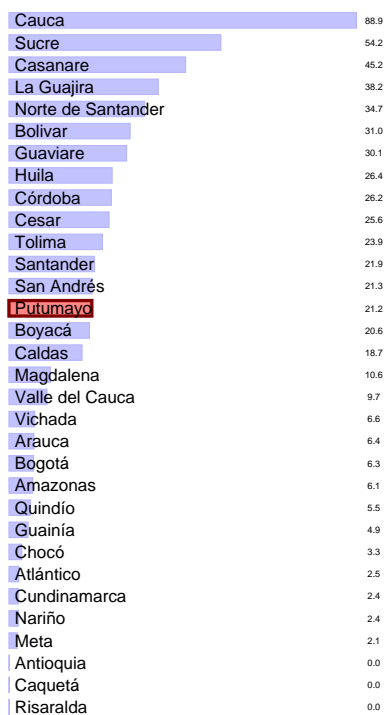 Cauca 88.9
Sucre 54.2
Casanare 45.2
La Guajira 38.2
Norte de Santander 34.7
Bolivar 31.0
Guaviare 30.1
Huila 26.4
Córdoba 26.2
Cesar 25.6
Tolima 23.9
Santander 21.9
San Andrés 21.3
Putumayo 21.2
Boyacá 20.6
Caldas 18.7
Magdalena 10.6
Valle del Cauca 9.7
Vichada 6.6
Arauca 6.4
Bogotá 6.3
Amazonas 6.1
Quindío 5.5
Guainía 4.9
Chocó 3.3
Atlántico 2.5
Cundinamarca 2.4
Nariño 2.4
Meta 2.1
Antioquia 0.0
Caquetá 0.0
Risaralda 0.0